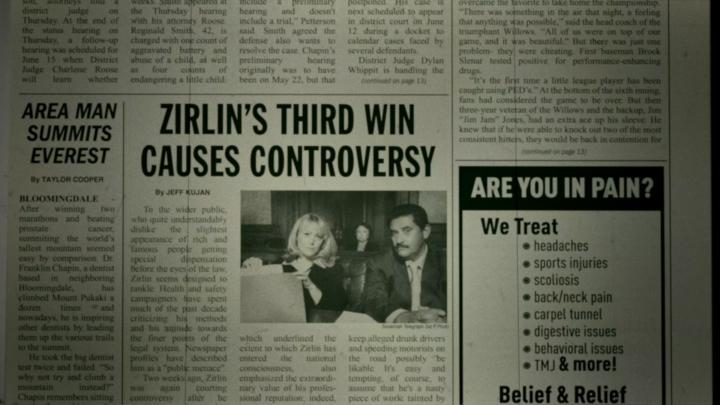 son, attorneys told a
district judge on
Thursday. At the end of
the status hearing on
Thursday, a follow-up
hearing was scheduled for
June 15 when District
Judge Charlene Roose
will learn whether
weeks. Smith appeared at
a Thursday hearing
with his attorney Roose.
Reginald Smith, 42, is
charged with one count of
aggravated battery and
abuse of a child, as well
as four counts of
endangering a little child.
include a preliminary
hearing and doesn't
include a trial," Petterson
said Smith agreed the
defense also wants to
resolve the case. Chapin's
preliminary hearing
originally was to have
been on May 22, but that
postponed. His case is
next scheduled to appear
in district court on June
12 during a docket to
calendar cases faced by
several defendants.
District Judge Dylan
Whippit is handling the
(continued on page 13)
overcame the favorite to take home the championship.
"There was something in the air that night, a feeling
that anything was possible," said the head coach of the
triumphant Willows. "All of us were on top of our
game, and it was beautiful." But there was just one
problem- they were cheating. First baseman Brock
Slenar tested positive for performance-enhancing
drugs.
"It's the first time a little league player has been
caught using PED's." At the bottom of the sixth inning,
fans had considered the game to be over. But then
three-year veteran of the Willows and the backup, Jim
"Jim Jam" Jones, had an extra ace up his sleeve. He
knew that if he were able to knock out two of the most
consistent hitters, they would be back in contention for
(continued on page 13)
AREA MAN
SUMMITS
EVEREST
By TAYLOR COOPER
BLOOMINGDALE
After winning two
marathons and beating
prostate cancer,
summiting the world's
tallest mountain seemed
easy by comparison. Dr.
Franklin Chapin, a dentist
based in neighboring
Bloomingdale, has
climbed Mount Pukaki a
dozen times and
nowadays, he is inspiring
other dentists by leading
them up the various trails
to the summit.
He took the big dentist
test twice and failed. "So
why not try and climb a
mountain instead?"
Chapin remembers sitting
ZIRLIN'S THIRD WIN
CAUSES CONTROVERSY
By JEFF KUJAN
To the wider public,
who quite understandably
dislike the slightest
appearance of rich and
famous people getting
special dispensation
before the eyes of the law,
Zirlin seems designed to
rankle. Health and safety
campaigners have spent
much of the past decade
criticizing his methods
and his attitude towards
the finer points of the
legal system. Newspaper
profiles have described
him as a "public menace".
Two weeks ago, Zirlin
was again courting
controversy after he
Savannah Telegraph
which underlined the
extent to which Zirlin has
entered the national
consciousness, also
emphasized the extraordi-
nary value of his profes-
sional reputation; indeed,
keep alleged drunk drivers
and speeding motorists on
the road possibly "be
likable. It's easy and
tempting, of course, to
assume that he's a nasty
piece of work tainted by
ARE YOU IN PAIN?
We Treat
headaches
sports injuries
scoliosis
back/neck pain
carpel tunnel
digestive issues
behavioral issues
TMJ & more!
Belief & Relief